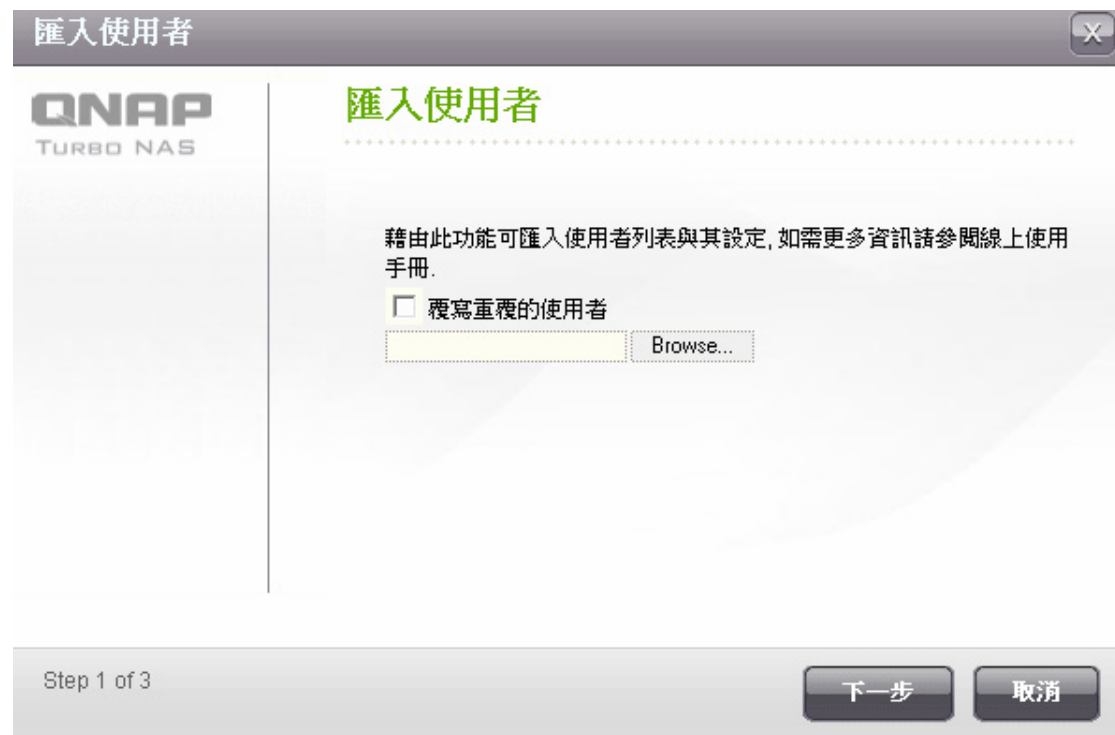 匯入使用者
X
QNAP
TURBO NAS
匯入使用者
藉由此功能可匯入使用者列表與其設定, 如需更多資訊請參閱線上使用
手冊.
覆寫重覆的使用者
Browse...
Step 1 of 3
下一步
取消